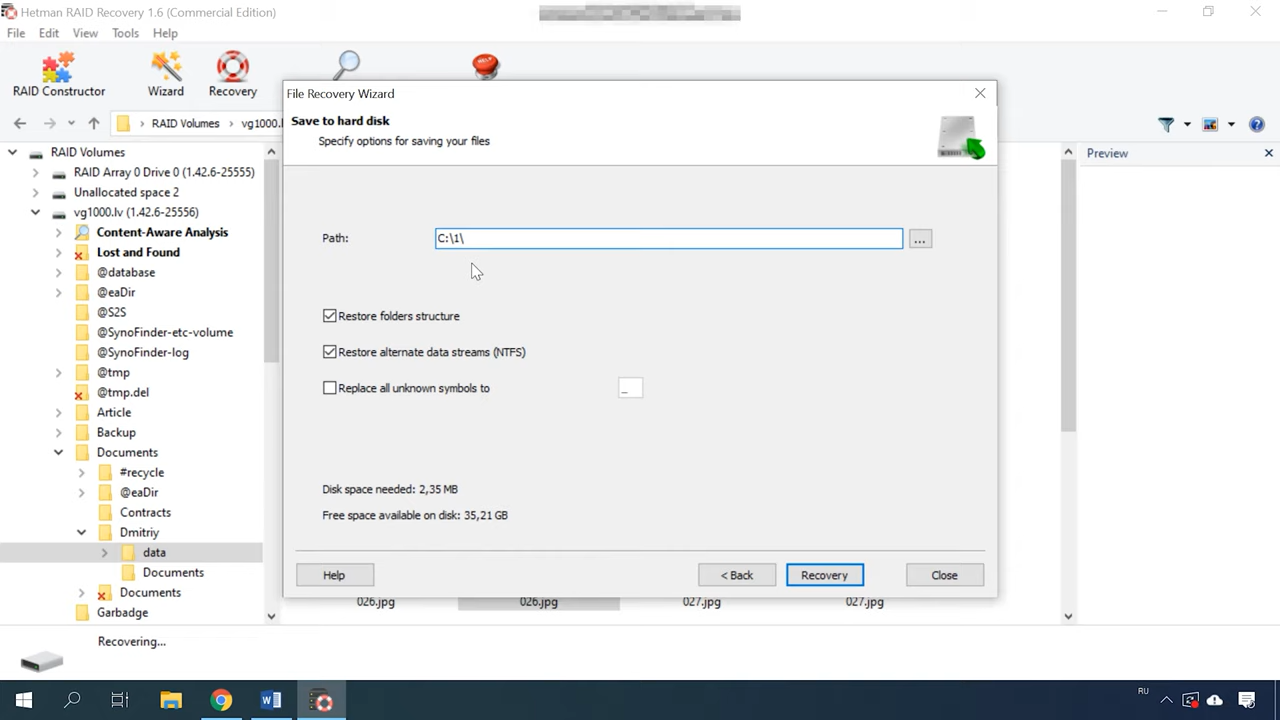 Hetman RAID Recovery 1.6 (Commercial Edition)
File Edit View Tools Help
RAID Constructor Wizard Recovery
RAID Volumes vg1000.l
File Recovery Wizard
Save to hard disk
Specify options for saving your files
Preview
RAID Volumes
RAID Array 0 Drive 0 (1.42.6-25555)
Unallocated space 2
vg1000.lv (1.42.6-25556)
Content-Aware Analysis
Lost and Found
@database
@eaDir
@S2S
@SynoFinder-etc-volume
@SynoFinder-log
@tmp
@tmp.del
Article
Backup
Documents
#recycle
@eaDir
Contracts
Dmitriy
data
Documents
Documents
Garbadge
Path: C:\1\ ...
Restore folders structure
Restore alternate data streams (NTFS)
Replace all unknown symbols to _
Disk space needed: 2,35 MB
Free space available on disk: 35,21 GB
Help < Back Recovery Close
026.jpg 026.jpg 027.jpg 027.jpg
Recovering...
RU